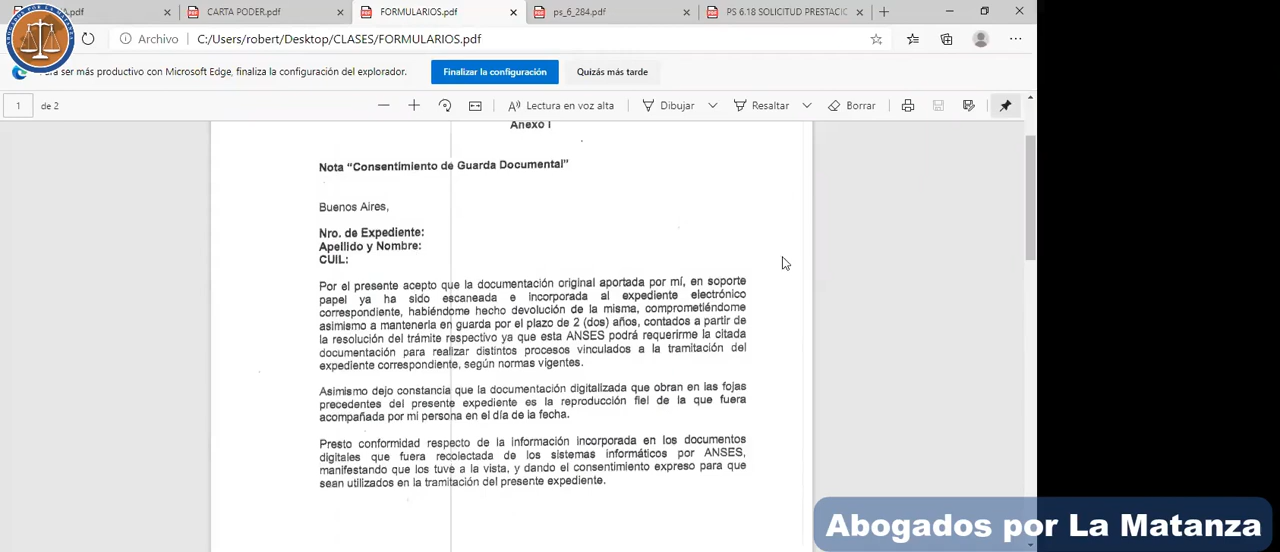 .pdf
CARTA PODER.pdf
FORMULARIOS.pdf
ps_6_284.pdf
PS 6.18 SOLICITUD PRESTACIO
Archivo
C:/Users/robert/Desktop/CLASES/FORMULARIOS.pdf
ser más productivo con Microsoft Edge, finaliza la configuración del explorador.
Finalizar la configuración
Quizás más tarde
1
de 2
Lectura en voz alta
Dibujar
Resaltar
Borrar
Anexo I
Nota "Consentimiento de Guarda Documental"
Buenos Aires,
Nro. de Expediente:
Apellido y Nombre:
CUIL:
Por el presente acepto que la documentación original aportada por mí, en soporte
papel ya ha sido escaneada e incorporada al expediente electrónico
correspondiente, habiéndome hecho devolución de la misma, comprometiéndome
asimismo a mantenerla en guarda por el plazo de 2 (dos) años, contados a partir de
la resolución del trámite respectivo ya que esta ANSES podrá requerirme la citada
documentación para realizar distintos procesos vinculados a la tramitación del
expediente correspondiente, según normas vigentes.
Asimismo dejo constancia que la documentación digitalizada que obran en las fojas
precedentes del presente expediente es la reproducción fiel de la que fuera
acompañada por mi persona en el día de la fecha.
Presto conformidad respecto de la información incorporada en los documentos
digitales que fuera recolectada de los sistemas informáticos por ANSES,
manifestando que los tuve a la vista, y dando el consentimiento expreso para que
sean utilizados en la tramitación del presente expediente.
Abogados por La Matanza